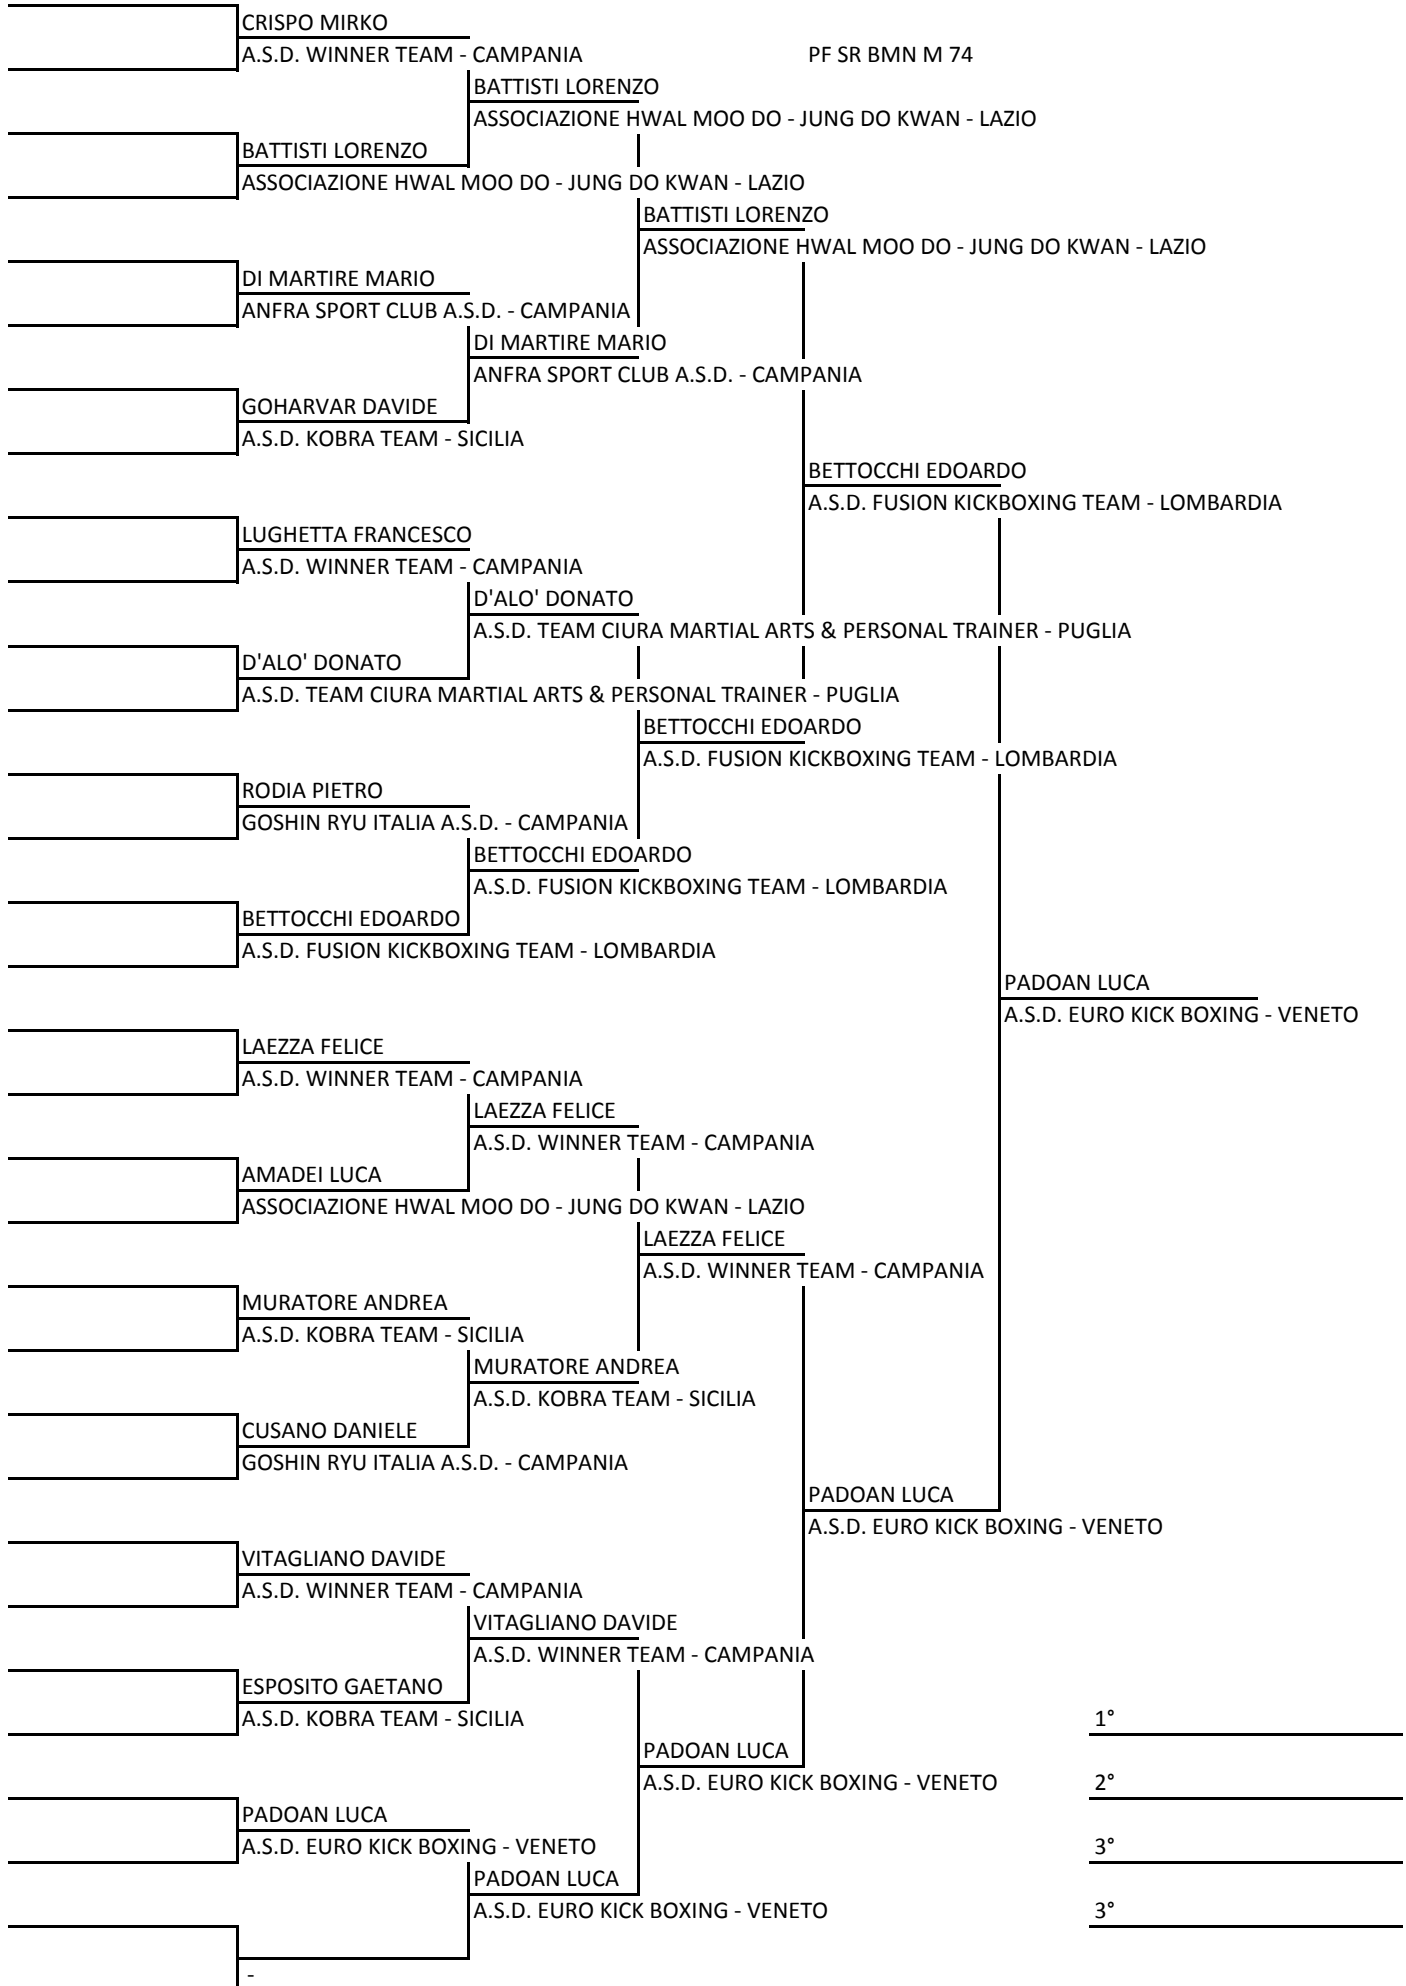 CRISPO MIRKO
A.S.D. WINNER TEAM - CAMPANIA
PF SR BMN M 74
BATTISTI LORENZO
ASSOCIAZIONE HWAL MOO DO - JUNG DO KWAN - LAZIO
BATTISTI LORENZO
ASSOCIAZIONE HWAL MOO DO - JUNG DO KWAN - LAZIO
BATTISTI LORENZO
ASSOCIAZIONE HWAL MOO DO - JUNG DO KWAN - LAZIO
DI MARTIRE MARIO
ANFRA SPORT CLUB A.S.D. - CAMPANIA
DI MARTIRE MARIO
ANFRA SPORT CLUB A.S.D. - CAMPANIA
GOHARVAR DAVIDE
A.S.D. KOBRA TEAM - SICILIA
BETTOCCHI EDOARDO
A.S.D. FUSION KICKBOXING TEAM - LOMBARDIA
LUGHETTA FRANCESCO
A.S.D. WINNER TEAM - CAMPANIA
D'ALO' DONATO
A.S.D. TEAM CIURA MARTIAL ARTS & PERSONAL TRAINER - PUGLIA
D'ALO' DONATO
A.S.D. TEAM CIURA MARTIAL ARTS & PERSONAL TRAINER - PUGLIA
BETTOCCHI EDOARDO
A.S.D. FUSION KICKBOXING TEAM - LOMBARDIA
RODIA PIETRO
GOSHIN RYU ITALIA A.S.D. - CAMPANIA
BETTOCCHI EDOARDO
A.S.D. FUSION KICKBOXING TEAM - LOMBARDIA
BETTOCCHI EDOARDO
A.S.D. FUSION KICKBOXING TEAM - LOMBARDIA
PADOAN LUCA
A.S.D. EURO KICK BOXING - VENETO
LAEZZA FELICE
A.S.D. WINNER TEAM - CAMPANIA
LAEZZA FELICE
A.S.D. WINNER TEAM - CAMPANIA
AMADEI LUCA
ASSOCIAZIONE HWAL MOO DO - JUNG DO KWAN - LAZIO
LAEZZA FELICE
A.S.D. WINNER TEAM - CAMPANIA
MURATORE ANDREA
A.S.D. KOBRA TEAM - SICILIA
MURATORE ANDREA
A.S.D. KOBRA TEAM - SICILIA
CUSANO DANIELE
GOSHIN RYU ITALIA A.S.D. - CAMPANIA
PADOAN LUCA
A.S.D. EURO KICK BOXING - VENETO
VITAGLIANO DAVIDE
A.S.D. WINNER TEAM - CAMPANIA
VITAGLIANO DAVIDE
A.S.D. WINNER TEAM - CAMPANIA
ESPOSITO GAETANO
A.S.D. KOBRA TEAM - SICILIA
1°
PADOAN LUCA
A.S.D. EURO KICK BOXING - VENETO
2°
PADOAN LUCA
A.S.D. EURO KICK BOXING - VENETO
3°
PADOAN LUCA
A.S.D. EURO KICK BOXING - VENETO
3°
-